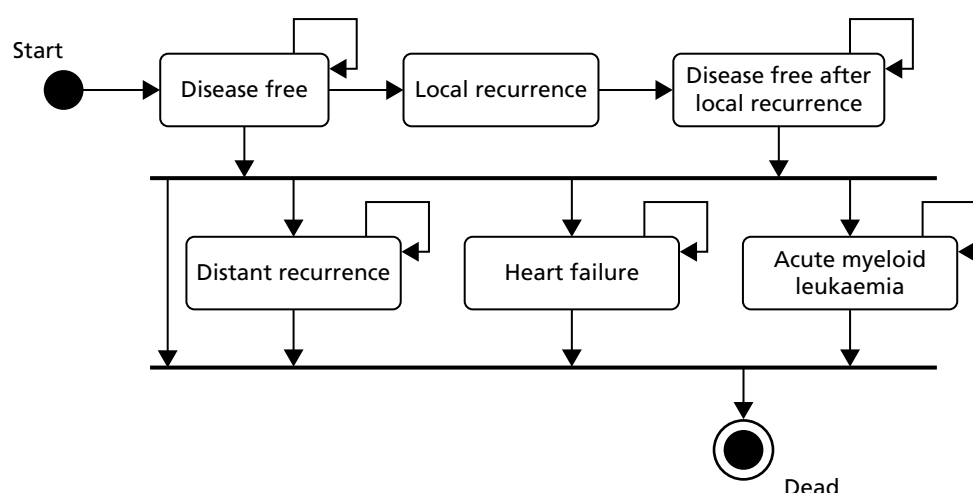 Start
Disease free
Local recurrence
Disease free after
local recurrence
Distant recurrence
Heart failure
Acute myeloid
leukaemia
Dead